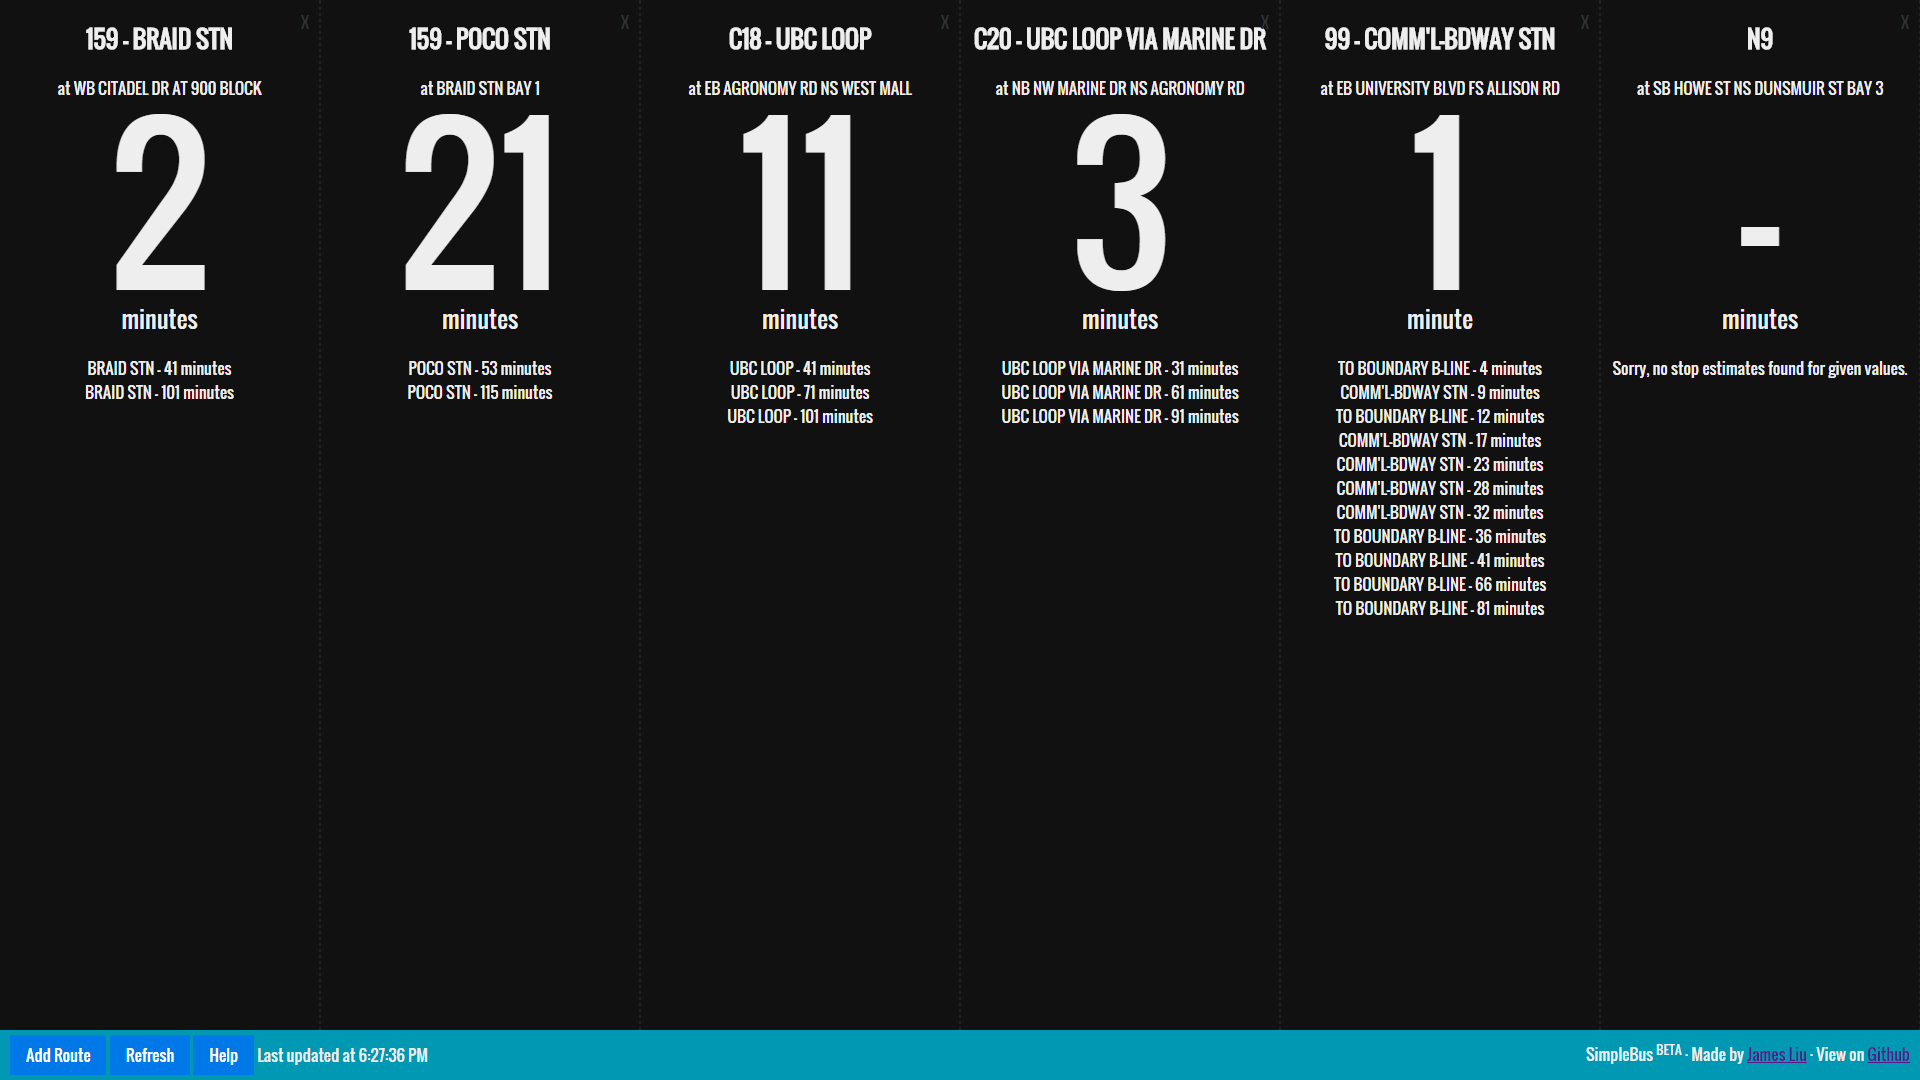 X
159 - BRAID STN
at WB CITADEL DR AT 900 BLOCK
2
minutes
BRAID STN - 41 minutes
BRAID STN - 101 minutes
X
159 - POCO STN
at BRAID STN BAY 1
21
minutes
POCO STN - 53 minutes
POCO STN - 115 minutes
X
C18 - UBC LOOP
at EB AGRONOMY RD NS WEST MALL
11
minutes
UBC LOOP - 41 minutes
UBC LOOP - 71 minutes
UBC LOOP - 101 minutes
X
C20 - UBC LOOP VIA MARINE DR
at NB NW MARINE DR NS AGRONOMY RD
3
minutes
UBC LOOP VIA MARINE DR - 31 minutes
UBC LOOP VIA MARINE DR - 61 minutes
UBC LOOP VIA MARINE DR - 91 minutes
X
99 - COMM'L-BDWAY STN
at EB UNIVERSITY BLVD FS ALLISON RD
1
minute
TO BOUNDARY B-LINE - 4 minutes
COMM'L-BDWAY STN - 9 minutes
TO BOUNDARY B-LINE - 12 minutes
COMM'L-BDWAY STN - 17 minutes
COMM'L-BDWAY STN - 23 minutes
COMM'L-BDWAY STN - 28 minutes
COMM'L-BDWAY STN - 32 minutes
TO BOUNDARY B-LINE - 36 minutes
TO BOUNDARY B-LINE - 41 minutes
TO BOUNDARY B-LINE - 66 minutes
TO BOUNDARY B-LINE - 81 minutes
X
N9
at SB HOWE ST NS DUNSMUIR ST BAY 3
-
minutes
Sorry, no stop estimates found for given values.
Add Route Refresh Help Last updated at 6:27:36 PM
SimpleBus BETA · Made by James Liu · View on Github